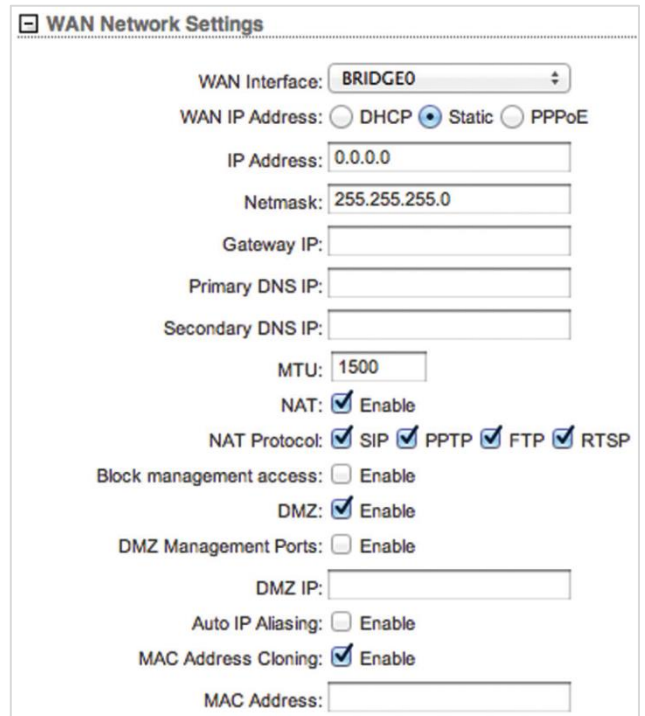 WAN Network Settings
WAN Interface: BRIDGE0
WAN IP Address: DHCP Static PPPoE
IP Address: 0.0.0.0
Netmask: 255.255.255.0
Gateway IP:
Primary DNS IP:
Secondary DNS IP:
MTU: 1500
NAT: Enable
NAT Protocol: SIP PPTP FTP RTSP
Block management access: Enable
DMZ: Enable
DMZ Management Ports: Enable
DMZ IP:
Auto IP Aliasing: Enable
MAC Address Cloning: Enable
MAC Address: